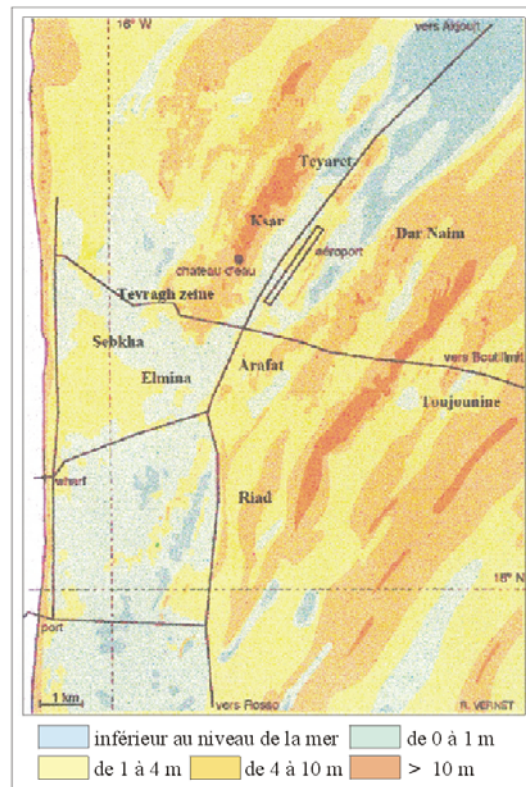 16° W
vers Akjoujt
Teyaret
Ksar
Dar Naim
aéroport
chateau d'eau
Tevragh zeine
Sebkha
Arafat
vers Boutilimit
Elmina
Toujounine
wharf
Riad
18° N
port
1 km
vers Rosso
R. VERNET
inférieur au niveau de la mer
de 0 à 1 m
de 1 à 4 m
de 4 à 10 m
> 10 m